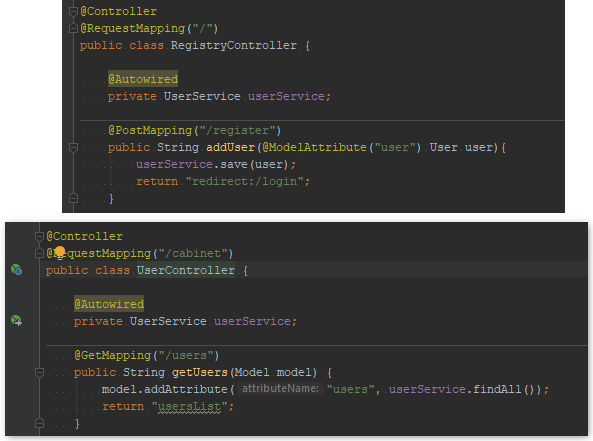 @Controller
@RequestMapping("/")
public class RegistryController {
@Autowired
private UserService userService;
@PostMapping("/register")
public String addUser(@ModelAttribute("user") User user){
userService.save(user);
return "redirect:/login";
}
@Controller
@RequestMapping("/cabinet")
public class UserController {
@Autowired
private UserService userService;
@GetMapping("/users")
public String getUsers(Model model) {
model.addAttribute( attributeName: "users", userService.findAll());
return "usersList";
}